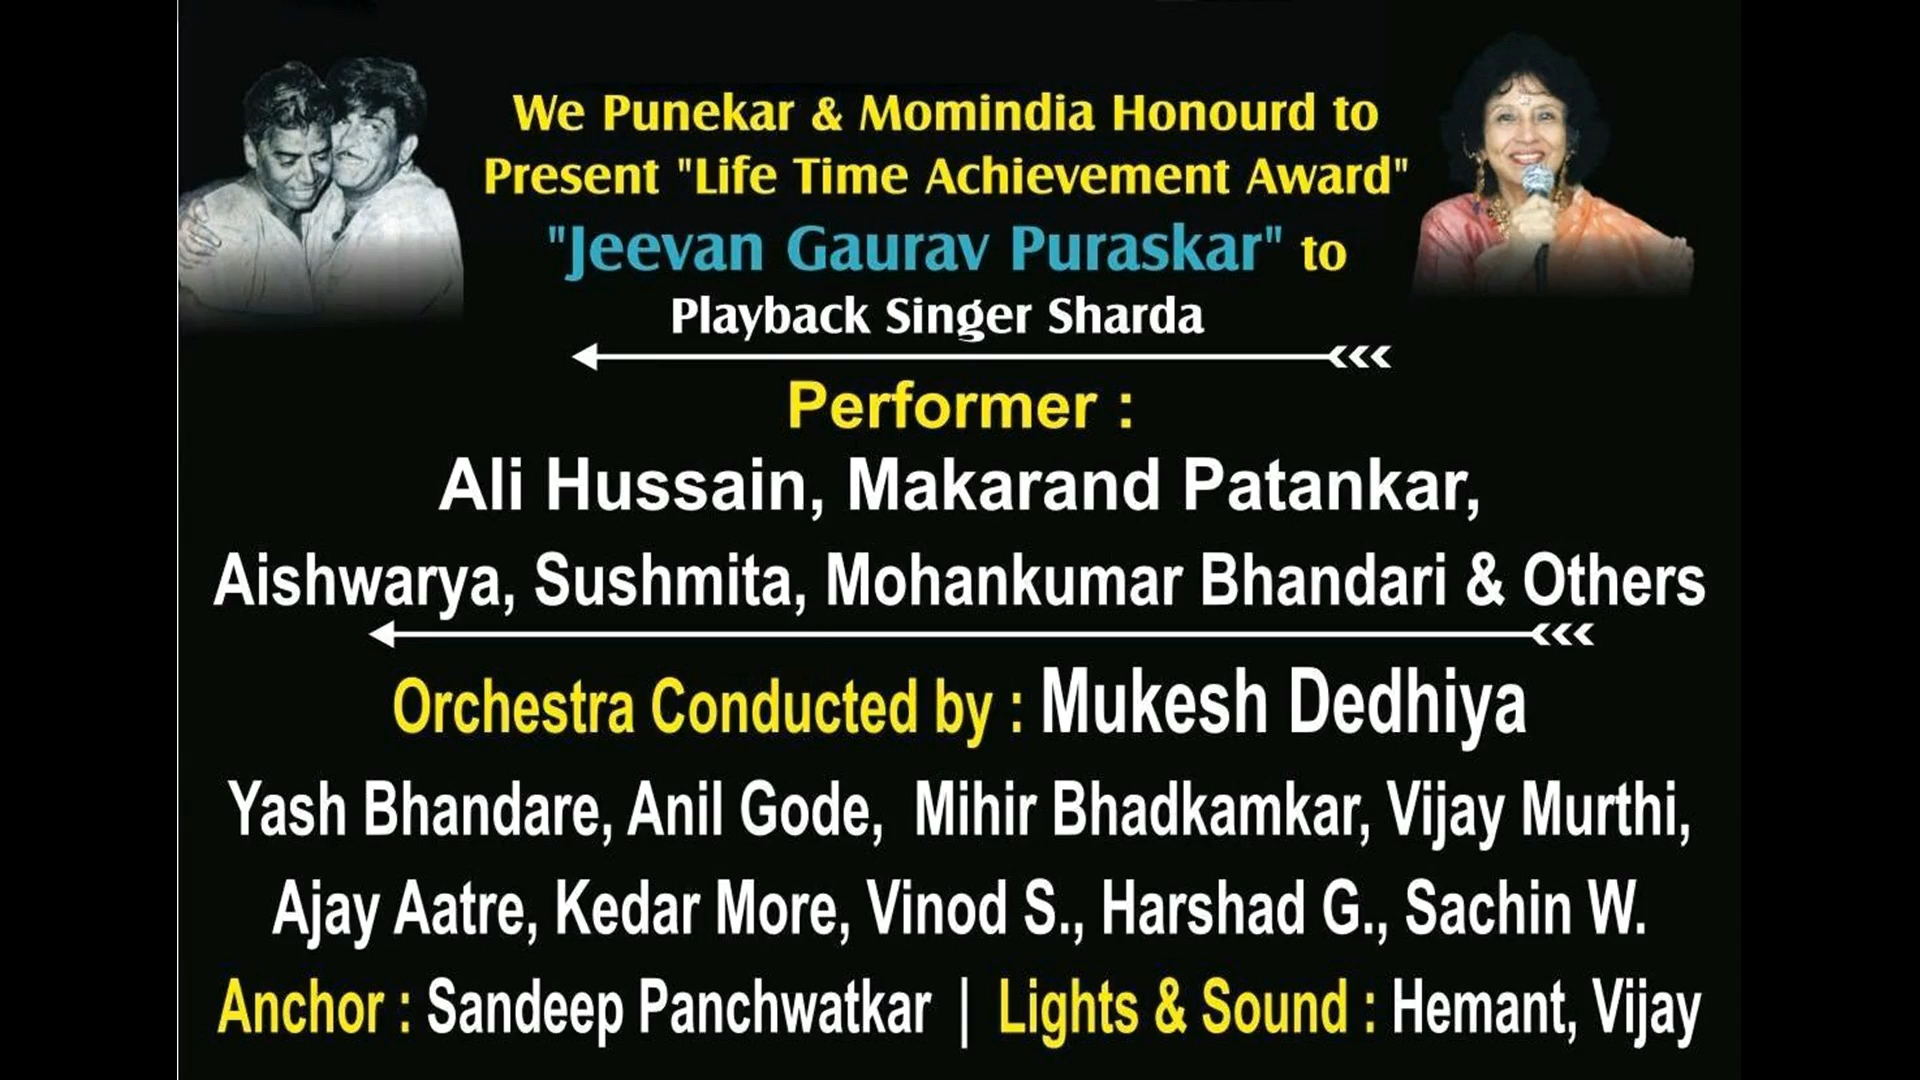 We Punekar & Momindia Honourd to
Present "Life Time Achievement Award"
"Jeevan Gaurav Puraskar" to
Playback Singer Sharda
Performer :
Ali Hussain, Makarand Patankar,
Aishwarya, Sushmita, Mohankumar Bhandari & Others
Orchestra Conducted by : Mukesh Dedhiya
Yash Bhandare, Anil Gode, Mihir Bhadkamkar, Vijay Murthi,
Ajay Aatre, Kedar More, Vinod S., Harshad G., Sachin W.
Anchor : Sandeep Panchwatkar | Lights & Sound : Hemant, Vijay